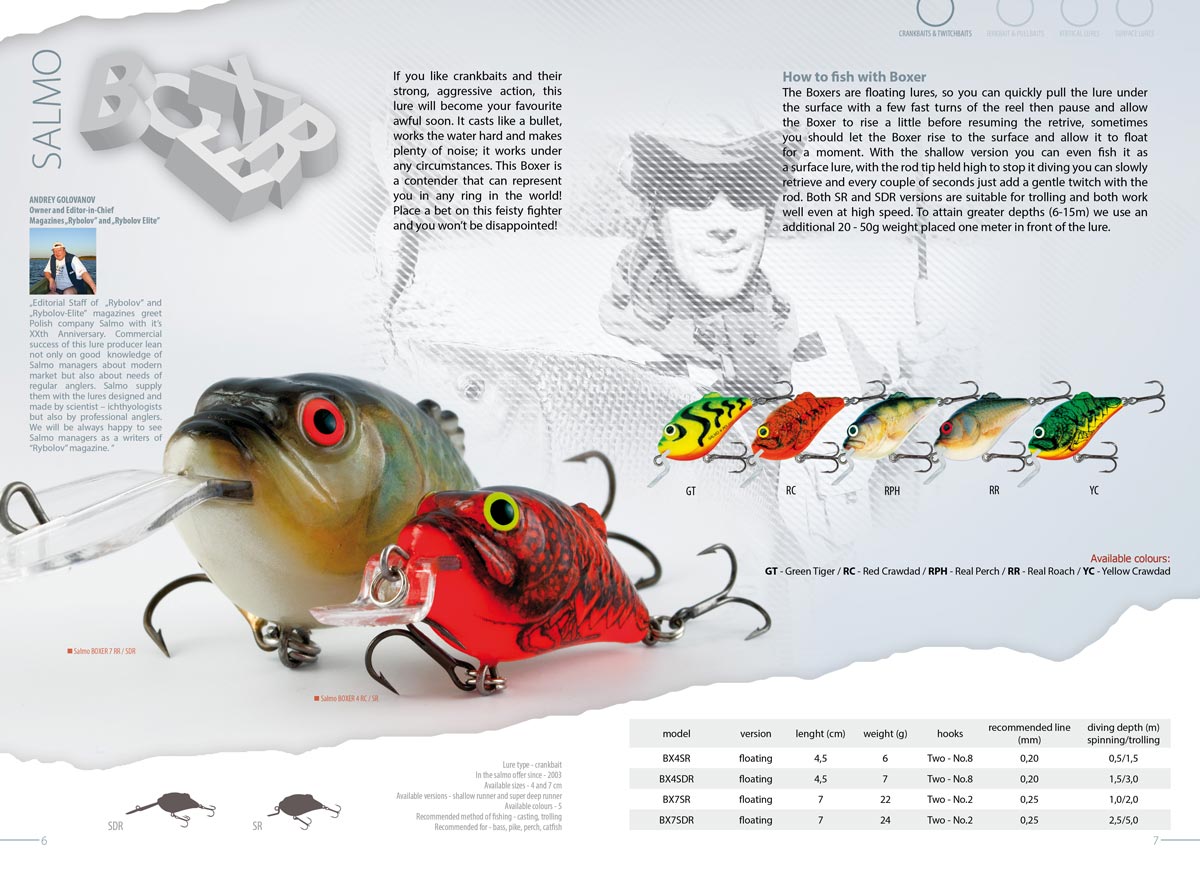 CRANKBAITS & TWITCHBAITS
JERKBAIT & PULLBAITS
VERTICAL LURES
SURFACE LURES
SALMO
BOXER
ANDREY GOLOVANOV
Owner and Editor-in-Chief
Magazines „Rybolov” and „Rybolov Elite”
„Editorial Staff of „Rybolov” and
„Rybolov-Elite” magazines greet
Polish company Salmo with it's
XXth Anniversary. Commercial
success of this lure producer lean
not only on good knowledge of
Salmo managers about modern
market but also about needs of
regular anglers. Salmo supply
them with the lures designed and
made by scientist – ichthyologists
but also by professional anglers.
We will be always happy to see
Salmo managers as a writers of
“Rybolov” magazine. ”
If you like crankbaits and their
strong, aggressive action, this
lure will become your favourite
awful soon. It casts like a bullet,
works the water hard and makes
plenty of noise; it works under
any circumstances. This Boxer is
a contender that can represent
you in any ring in the world!
Place a bet on this feisty fighter
and you won't be disappointed!
How to fish with Boxer
The Boxers are floating lures, so you can quickly pull the lure under
the surface with a few fast turns of the reel then pause and allow
the Boxer to rise a little before resuming the retrive, sometimes
you should let the Boxer rise to the surface and allow it to float
for a moment. With the shallow version you can even fish it as
a surface lure, with the rod tip held high to stop it diving you can slowly
retrieve and every couple of seconds just add a gentle twitch with the
rod. Both SR and SDR versions are suitable for trolling and both work
well even at high speed. To attain greater depths (6-15m) we use an
additional 20 - 50g weight placed one meter in front of the lure.
GT RC RPH RR YC
Available colours:
GT - Green Tiger / RC - Red Crawdad / RPH - Real Perch / RR - Real Roach / YC - Yellow Crawdad
Salmo BOXER 7 RR / SDR
Salmo BOXER 4 RC / SR
Lure type - crankbait
In the salmo offer since - 2003
Available sizes - 4 and 7 cm
Available versions - shallow runner and super deep runner
Available colours - 5
Recommended method of fishing - casting, trolling
Recommended for - bass, pike, perch, catfish
SDR
SR
model version lenght (cm) weight (g) hooks recommended line (mm) diving depth (m) spinning/trolling
BX4SR floating 4,5 6 Two - No.8 0,20 0,5/1,5
BX4SDR floating 4,5 7 Two - No.8 0,20 1,5/3,0
BX7SR floating 7 22 Two - No.2 0,25 1,0/2,0
BX7SDR floating 7 24 Two - No.2 0,25 2,5/5,0
6
7